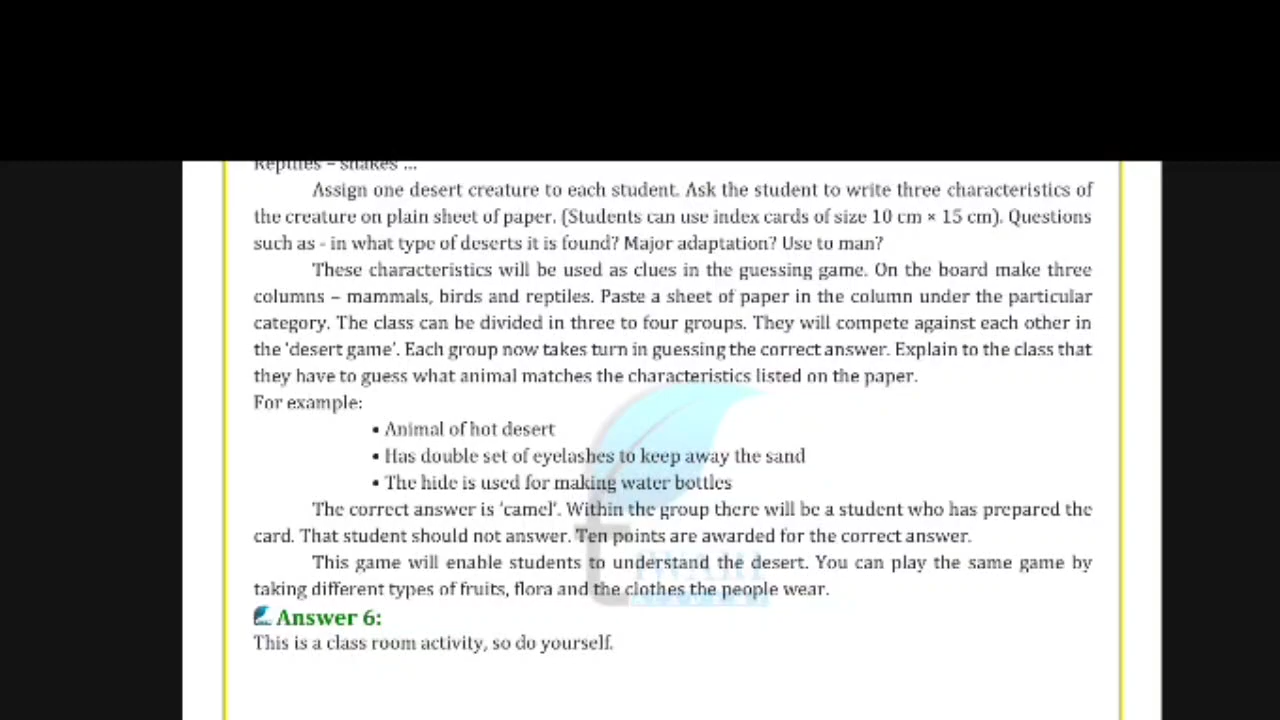 Reptiles – snakes ...
Assign one desert creature to each student. Ask the student to write three characteristics of
the creature on plain sheet of paper. (Students can use index cards of size 10 cm × 15 cm). Questions
such as - in what type of deserts it is found? Major adaptation? Use to man?
These characteristics will be used as clues in the guessing game. On the board make three
columns – mammals, birds and reptiles. Paste a sheet of paper in the column under the particular
category. The class can be divided in three to four groups. They will compete against each other in
the ‘desert game’. Each group now takes turn in guessing the correct answer. Explain to the class that
they have to guess what animal matches the characteristics listed on the paper.
For example:
• Animal of hot desert
• Has double set of eyelashes to keep away the sand
• The hide is used for making water bottles
The correct answer is ‘camel’. Within the group there will be a student who has prepared the
card. That student should not answer. Ten points are awarded for the correct answer.
This game will enable students to understand the desert. You can play the same game by
taking different types of fruits, flora and the clothes the people wear.
Answer 6:
This is a class room activity, so do yourself.